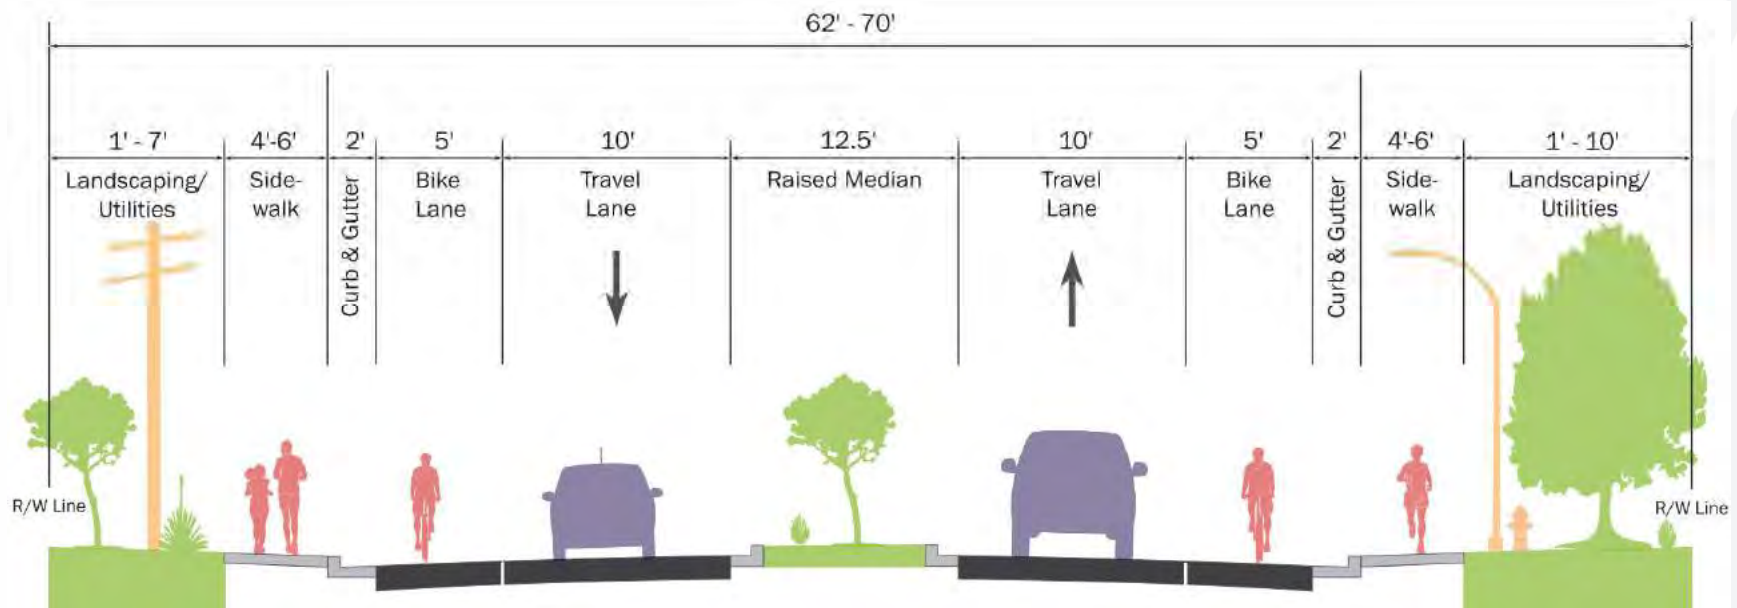 62' - 70'
1' - 7'
4'-6'
2'
5'
10'
12.5'
10'
5'
2'
4'-6'
1' - 10'
Landscaping/
Utilities
Side-
walk
Curb & Gutter
Bike
Lane
Travel
Lane
Raised Median
Travel
Lane
Bike
Lane
Curb & Gutter
Side-
walk
Landscaping/
Utilities
R/W Line
R/W Line